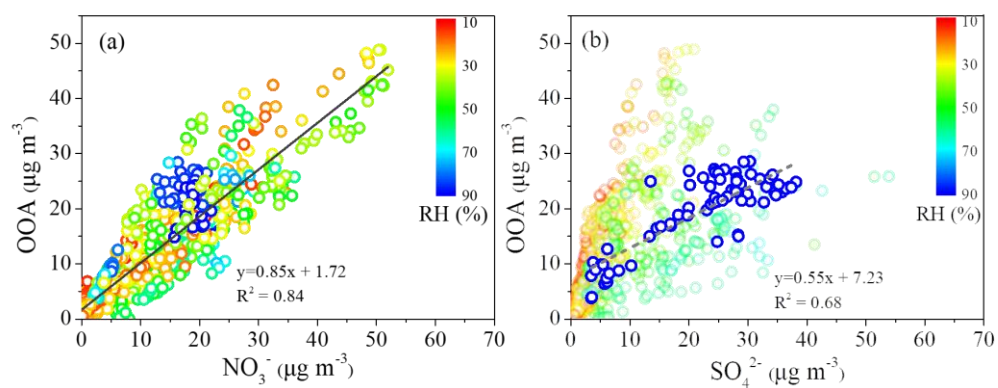 (a)
OOA (μg m⁻³)
50
40
30
20
10
0
0 10 20 30 40 50 60 70
NO₃⁻ (μg m⁻³)
y=0.85x + 1.72
R² = 0.84
10
30
50
70
90
RH (%)
(b)
OOA (μg m⁻³)
50
40
30
20
10
0
0 10 20 30 40 50 60 70
SO₄²⁻ (μg m⁻³)
y=0.55x + 7.23
R² = 0.68
10
30
50
70
90
RH (%)